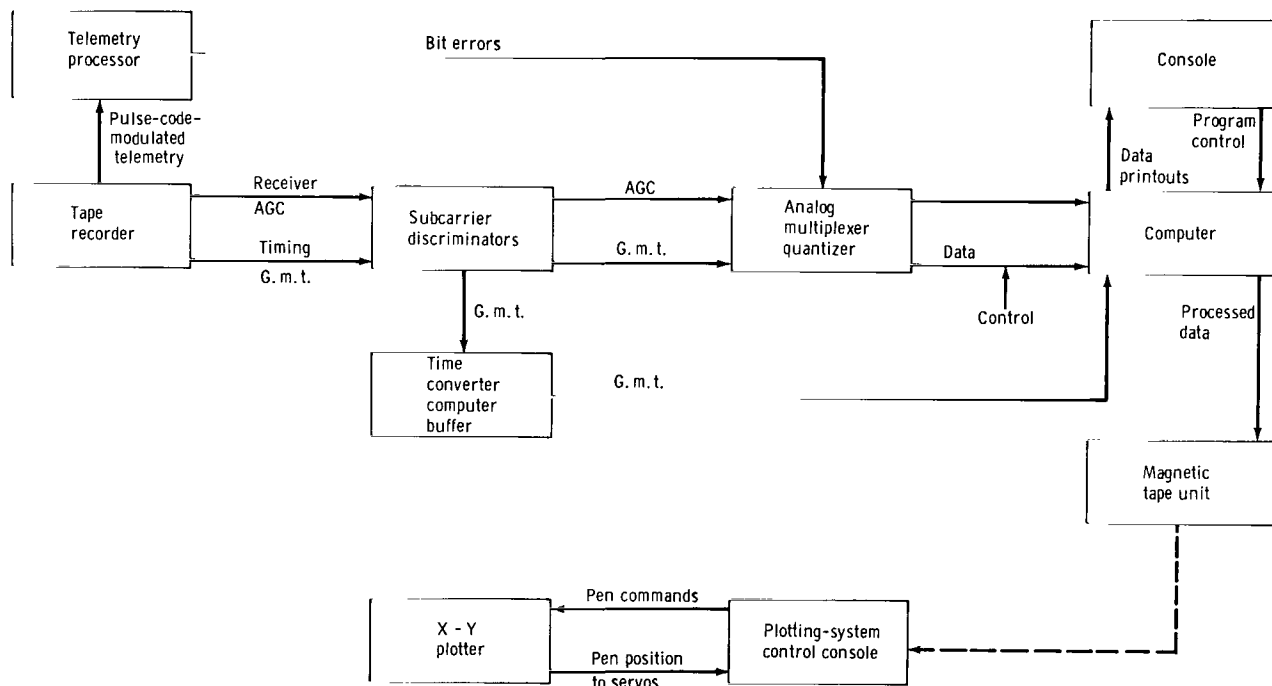 Telemetry
processor
Bit errors
Console
Pulse-code-
modulated
telemetry
Program
control
Data
printouts
Tape
recorder
Receiver
AGC
Timing
G.m.t.
Subcarrier
discriminators
AGC
G.m.t.
Analog
multiplexer
quantizer
Data
Control
Computer
G.m.t.
Time
converter
computer
buffer
G.m.t.
Processed
data
Magnetic
tape unit
X - Y
plotter
Pen commands
Pen position
to servos
Plotting-system
control console